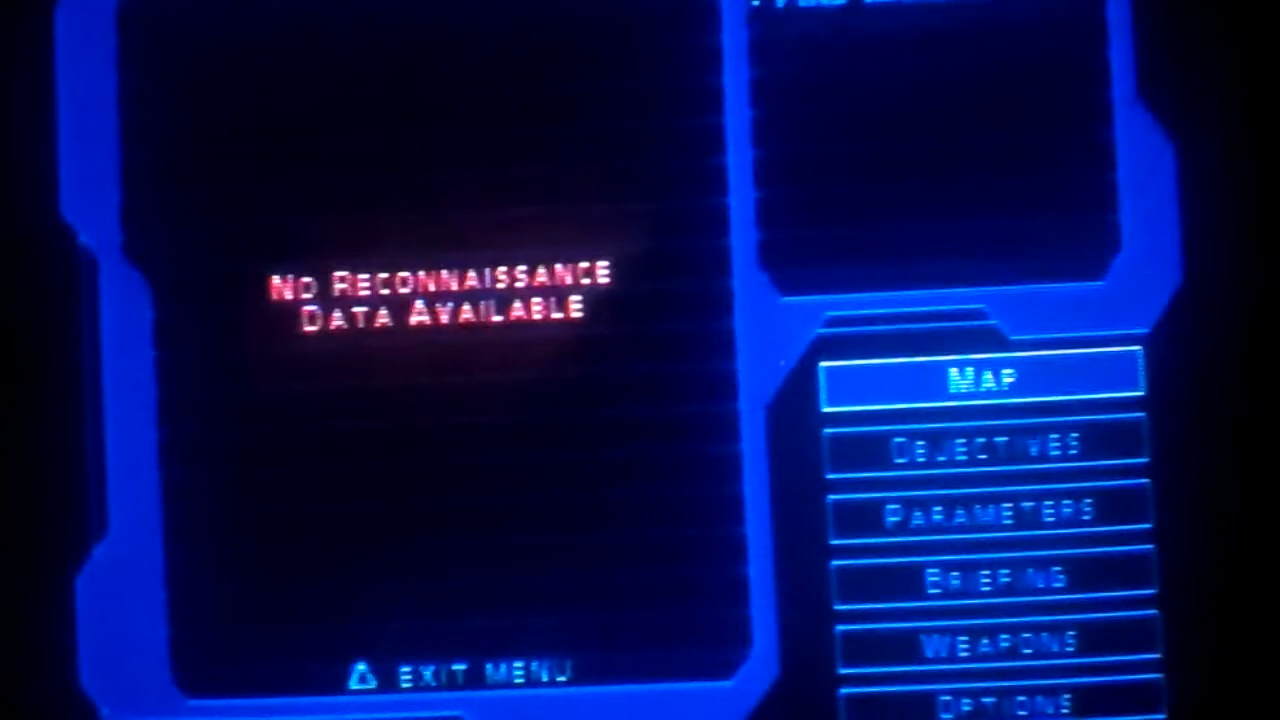 No Reconnaissance
Data Available
Map
Objectives
Parameters
Briefing
Weapons
Options
Exit Menu